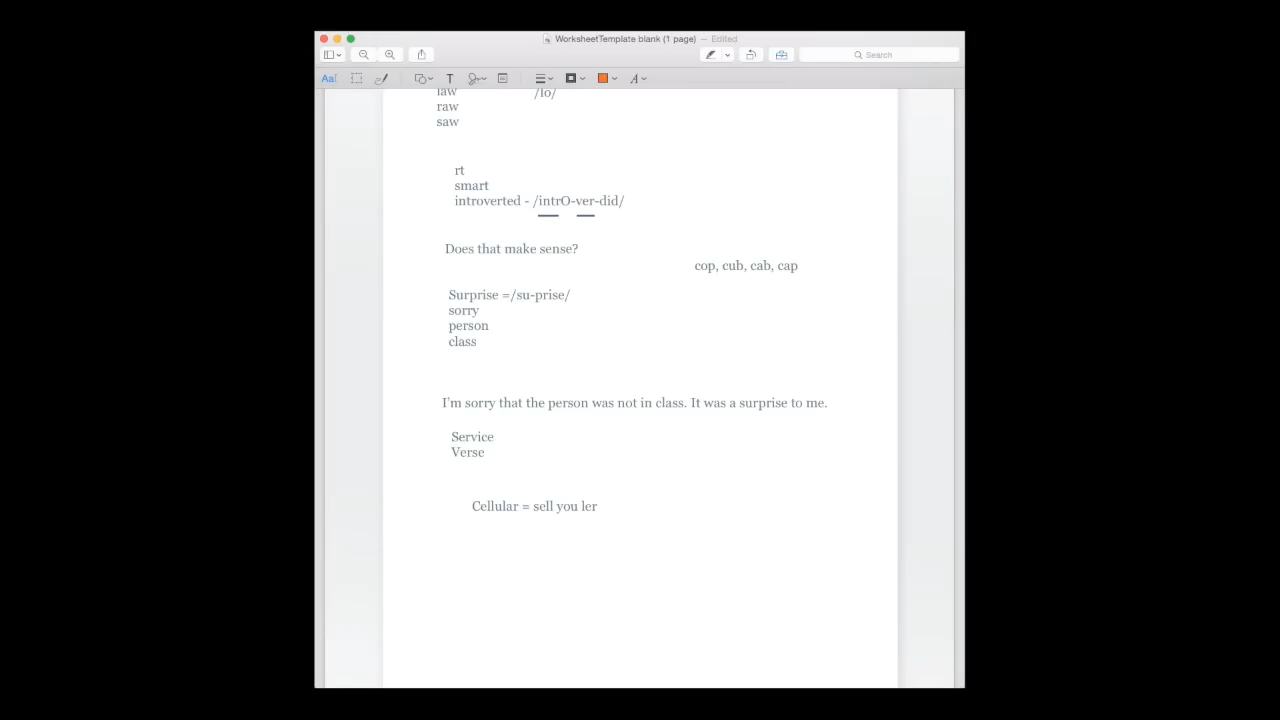 WorksheetTemplate blank (1 page) — Edited
Search
Aa
T
A
law /lo/
raw
saw
rt
smart
introverted - /intrO-ver-did/
Does that make sense?
cop, cub, cab, cap
Surprise =/su-prise/
sorry
person
class
I'm sorry that the person was not in class. It was a surprise to me.
Service
Verse
Cellular = sell you ler